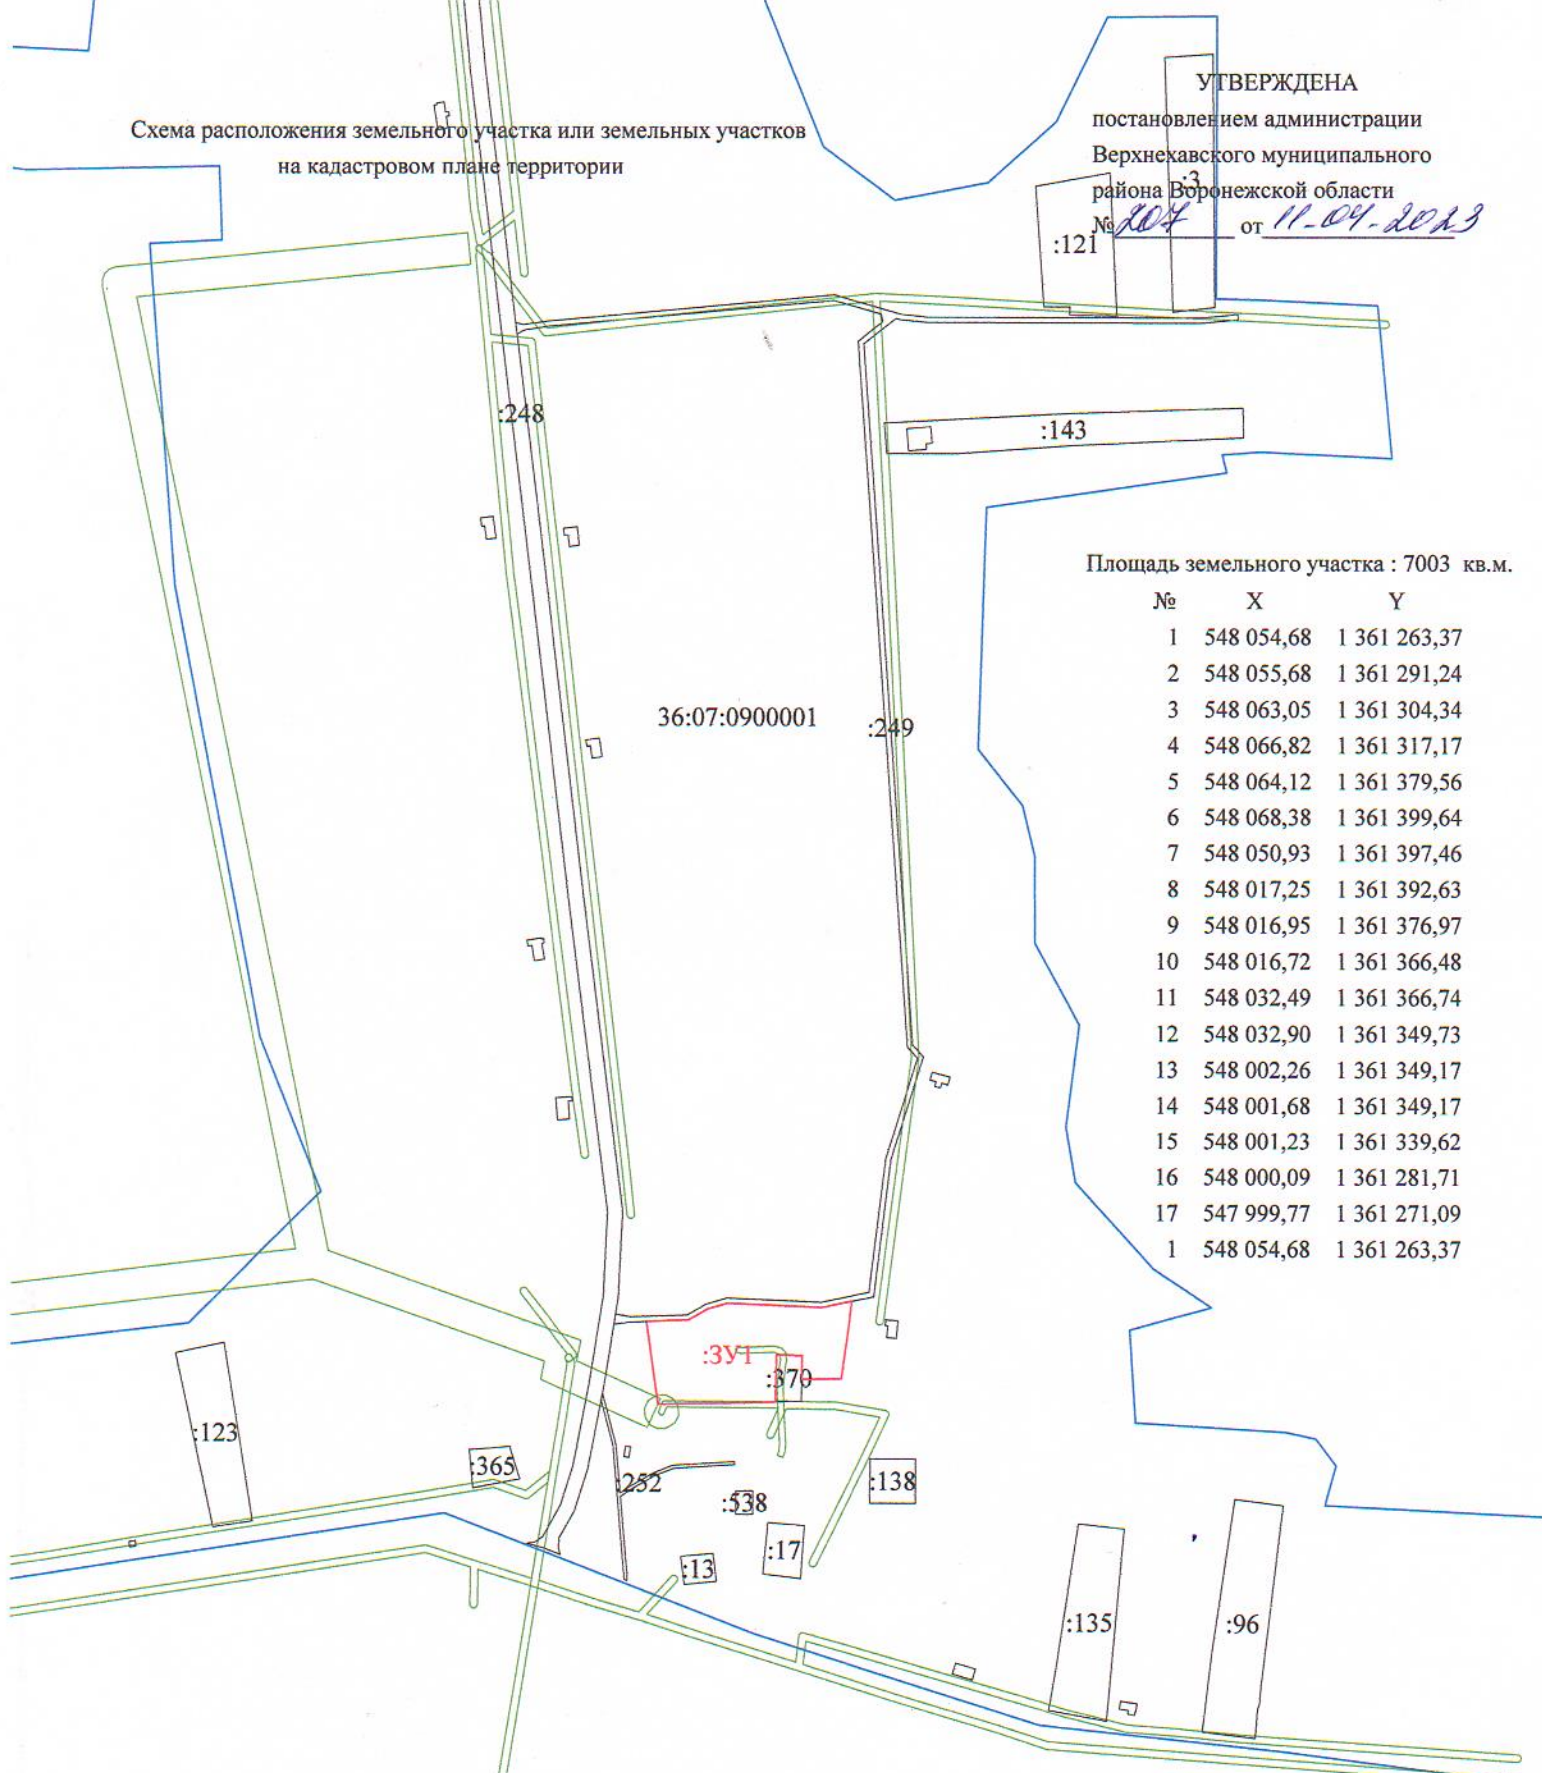 УТВЕРЖДЕНА
постановлением администрации
Верхнехавского муниципального
района Воронежской области
№ 207 от 11-04-2023
Схема расположения земельного участка или земельных участков
на кадастровом плане территории
:3
:121
:248
:143
Площадь земельного участка : 7003 кв.м.
№ X Y
1 548 054,68 1 361 263,37
2 548 055,68 1 361 291,24
3 548 063,05 1 361 304,34
4 548 066,82 1 361 317,17
5 548 064,12 1 361 379,56
6 548 068,38 1 361 399,64
7 548 050,93 1 361 397,46
8 548 017,25 1 361 392,63
9 548 016,95 1 361 376,97
10 548 016,72 1 361 366,48
11 548 032,49 1 361 366,74
12 548 032,90 1 361 349,73
13 548 002,26 1 361 349,17
14 548 001,68 1 361 349,17
15 548 001,23 1 361 339,62
16 548 000,09 1 361 281,71
17 547 999,77 1 361 271,09
1 548 054,68 1 361 263,37
36:07:0900001
:249
:ЗУ1
:370
:123
:365
:252
:538
:138
:17
:13
:135
:96